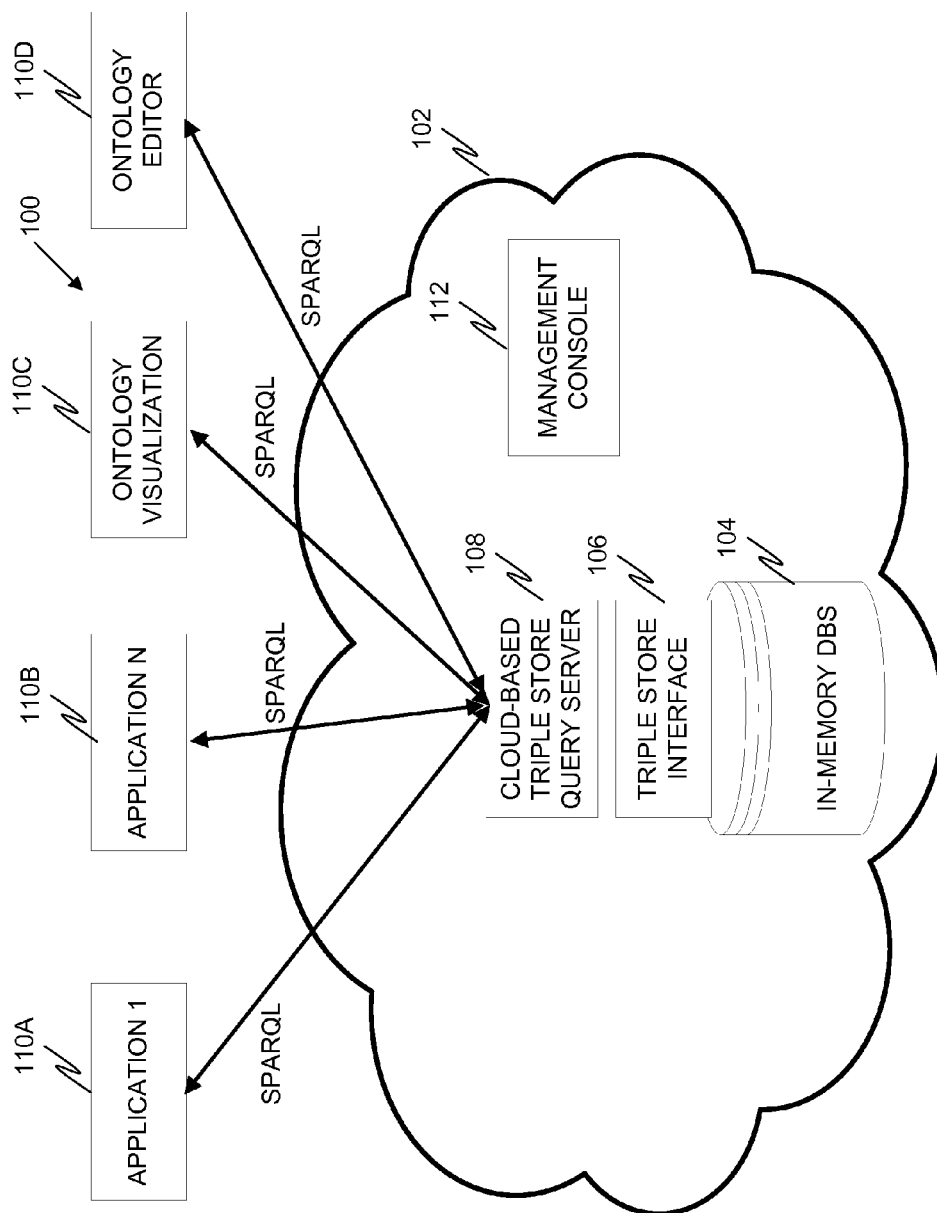 110A
110B
110C
100
110D
APPLICATION 1
APPLICATION N
ONTOLOGY
VISUALIZATION
ONTOLOGY
EDITOR
SPARQL
SPARQL
SPARQL
SPARQL
102
108
CLOUD-BASED
TRIPLE STORE
QUERY SERVER
112
MANAGEMENT
CONSOLE
106
TRIPLE STORE
INTERFACE
104
IN-MEMORY DBS